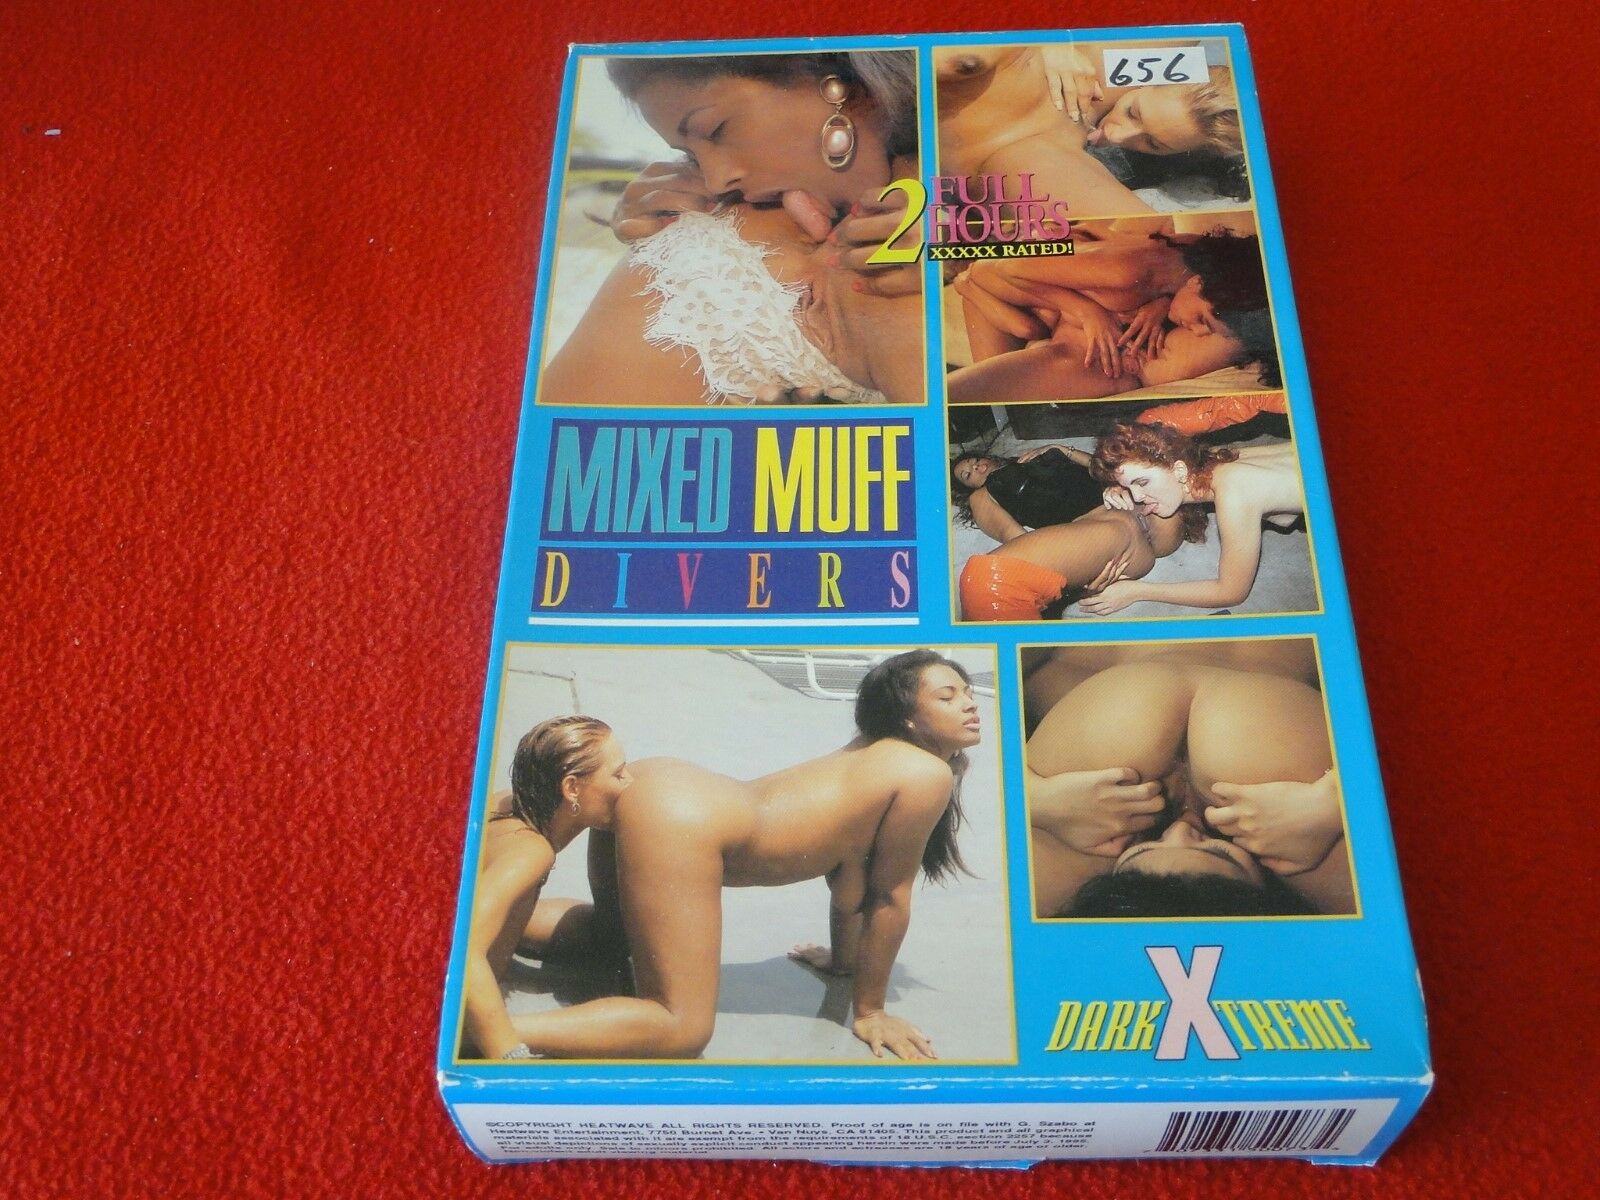 656
2 FULL
HOURS
XXXXX RATED!
MIXED MUFF
DIVERS
DARK XTREME
©COPYRIGHT HEATWAVE ALL RIGHTS RESERVED. Proof of age is on file with G. Szabo at
Heatwave Entertainment, 7750 Burnet Ave. • Van Nuys, CA 91405. This product and all graphical
materials associated with it are exempt from the requirements of 18 U.S.C. section 2257 because
all sexually explicit conduct appearing herein were made before July 3, 1995.
Sale to minors prohibited. All actors and actresses are 18 years of age or older.
adult viewing material.